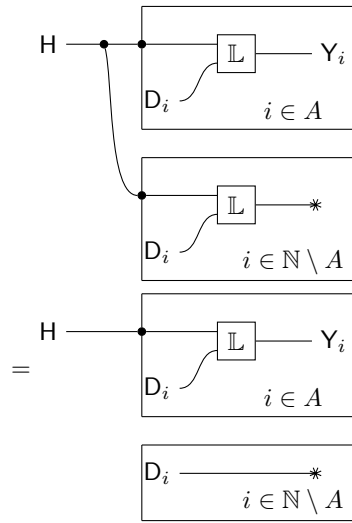 H 𝕃 Y_i
D_i
i ∈ A
𝕃 *
D_i
i ∈ ℕ \ A
H 𝕃 Y_i
=
D_i
i ∈ A
D_i *
i ∈ ℕ \ A